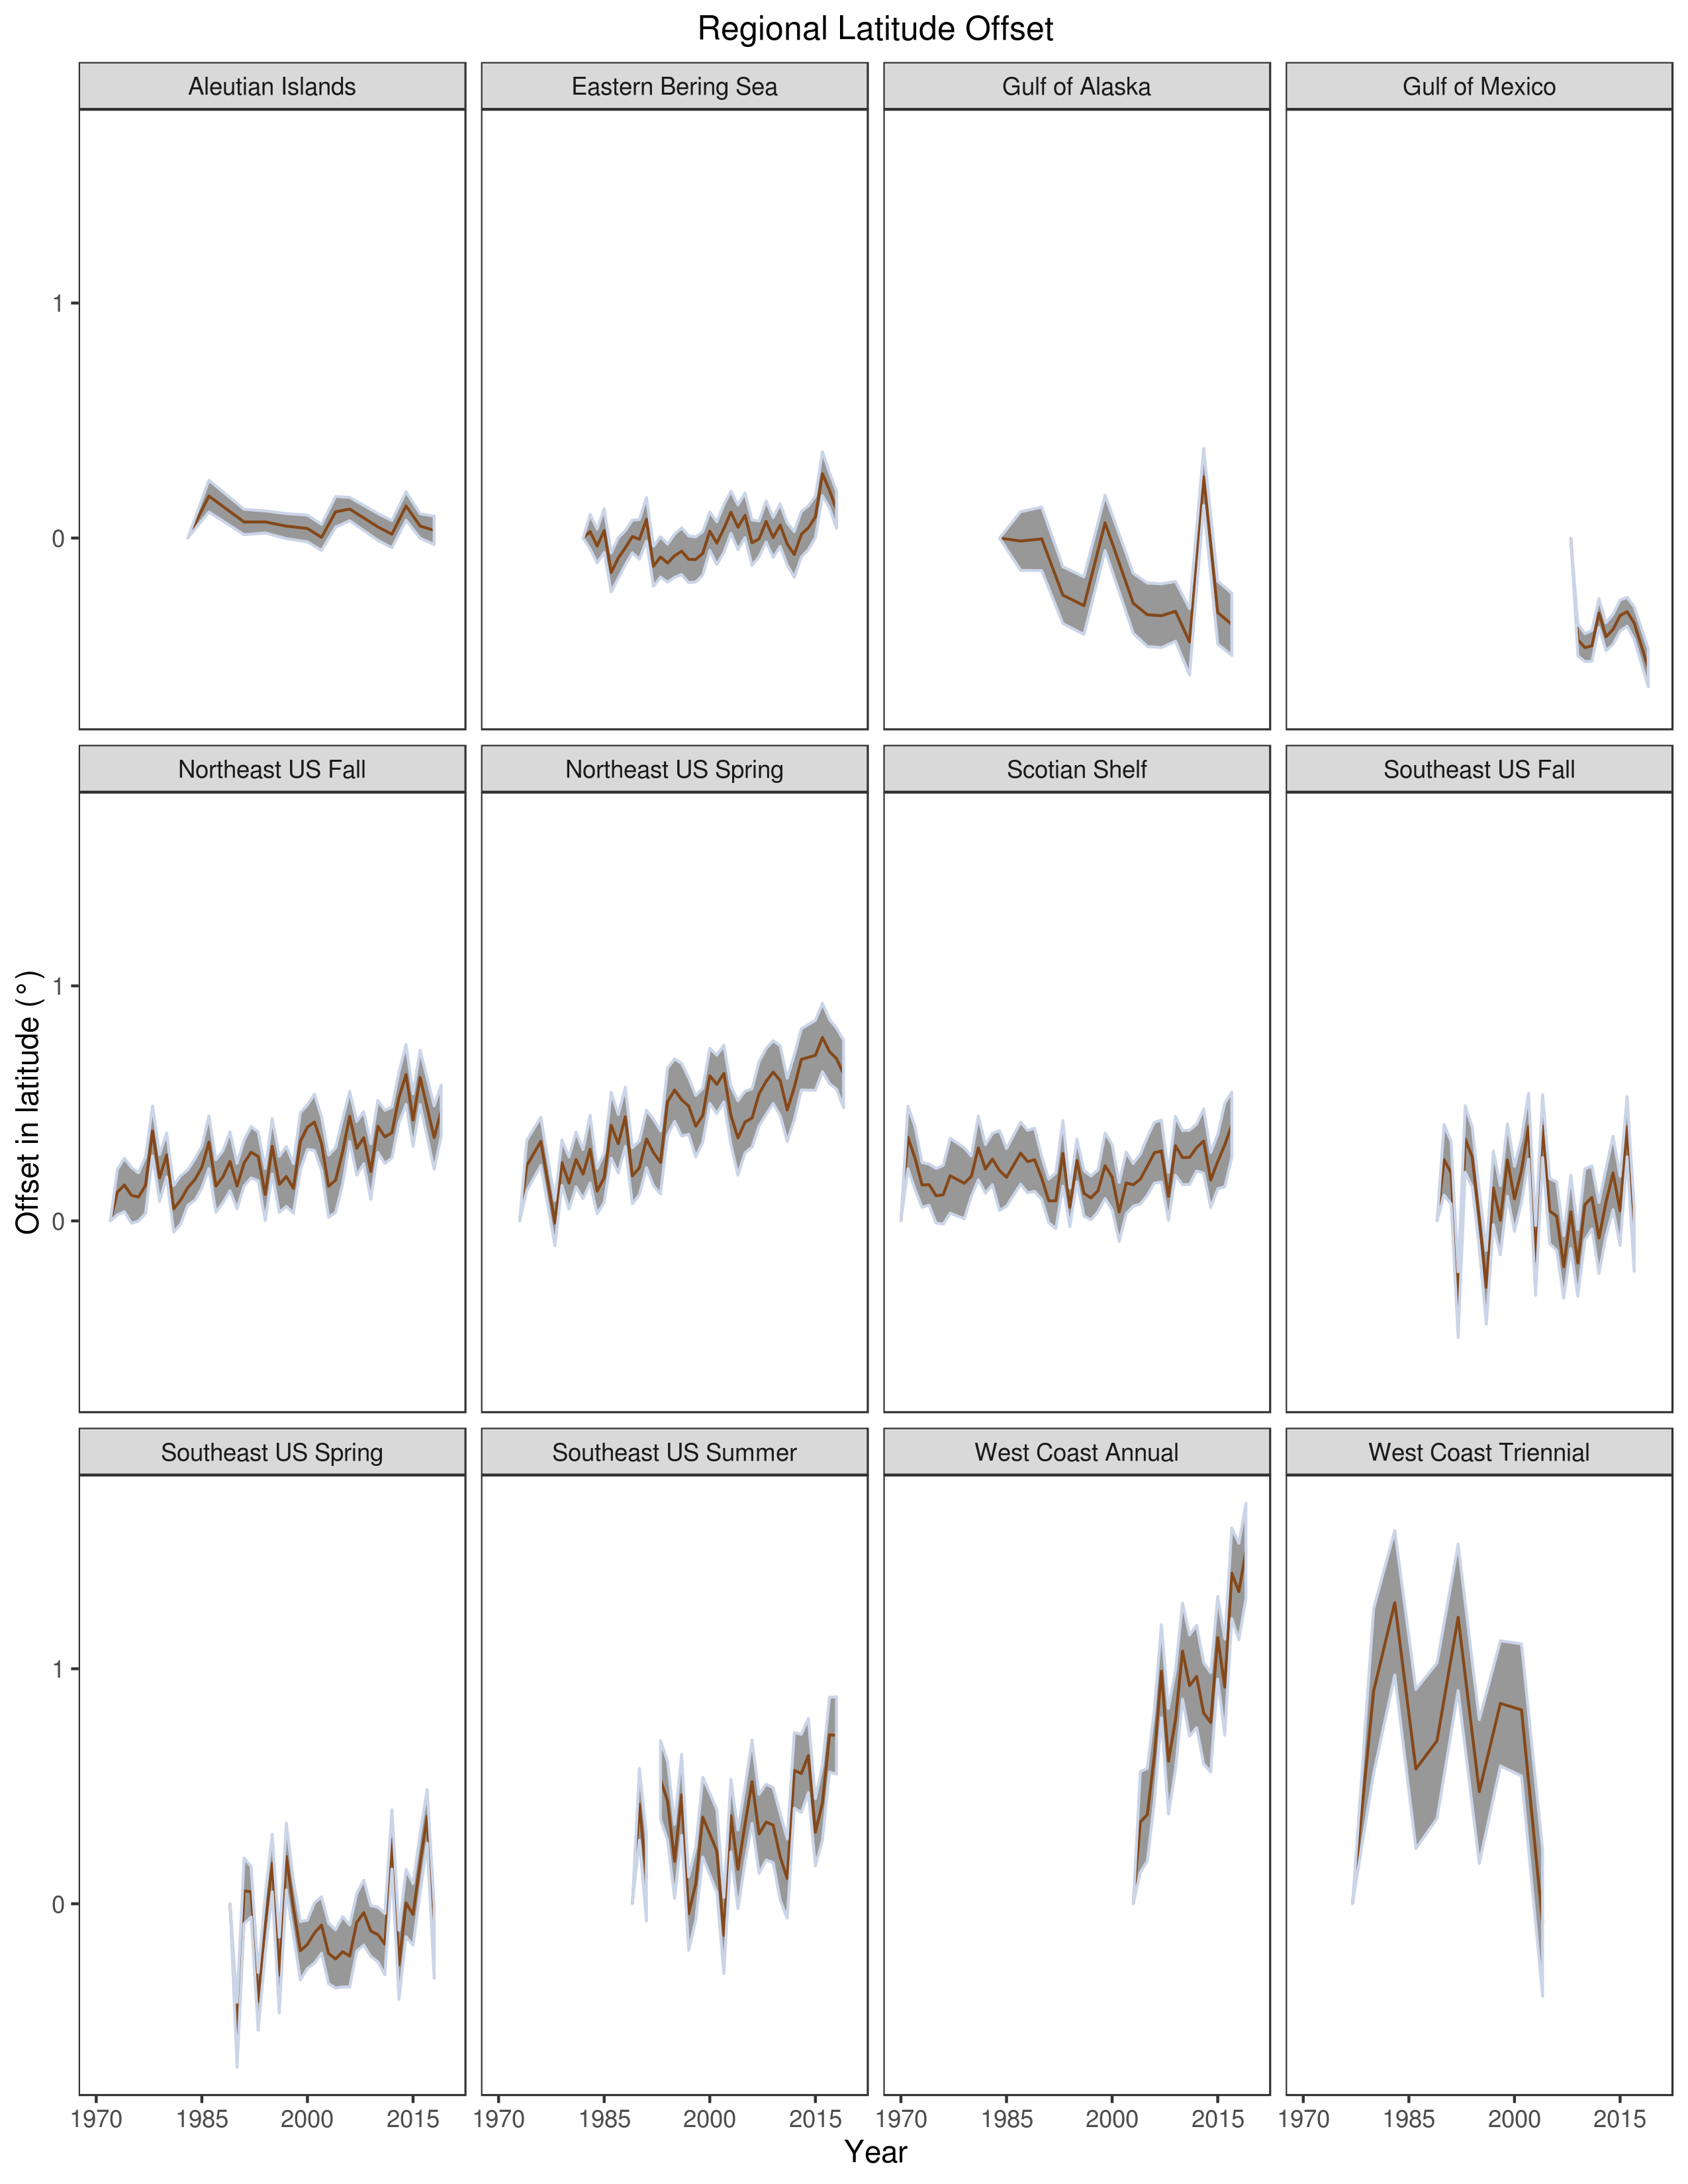 Regional Latitude Offset
Aleutian Islands
Eastern Bering Sea
Gulf of Alaska
Gulf of Mexico
1
0
Northeast US Fall
Northeast US Spring
Scotian Shelf
Southeast US Fall
Offset in latitude (°)
1
0
Southeast US Spring
Southeast US Summer
West Coast Annual
West Coast Triennial
1
0
1970 1985 2000 2015
1970 1985 2000 2015
1970 1985 2000 2015
1970 1985 2000 2015
Year